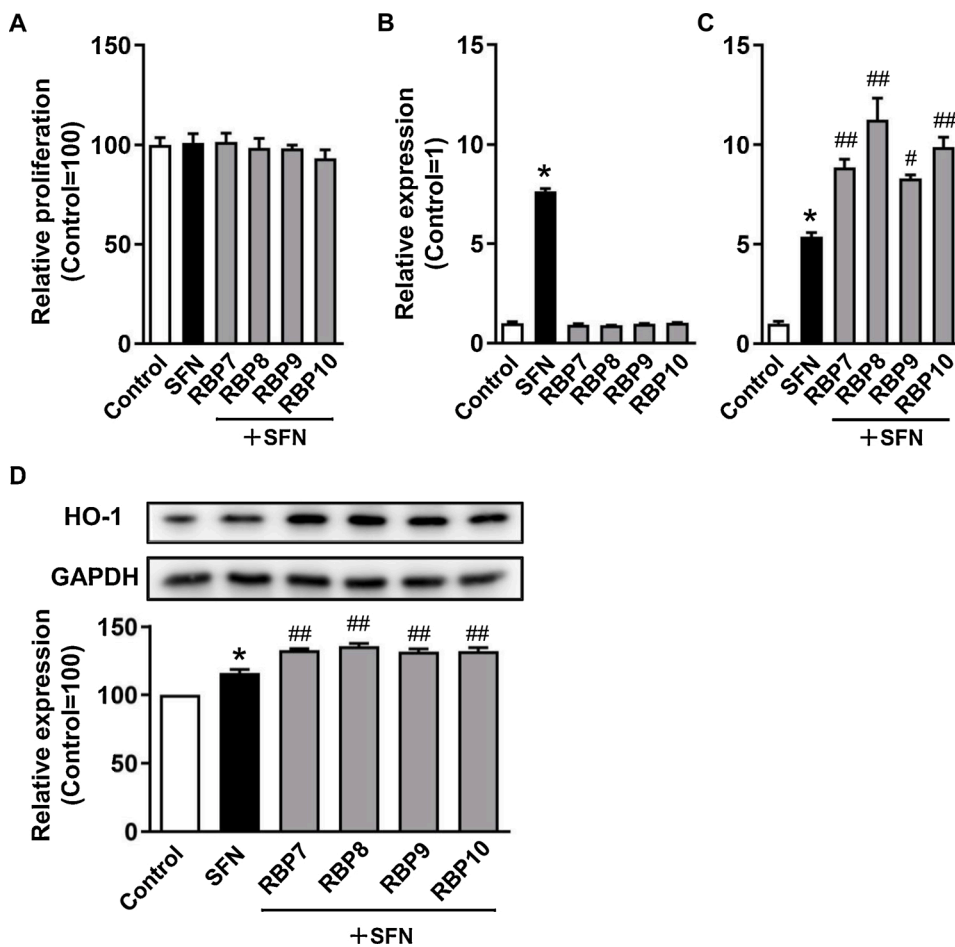 A
Relative proliferation
(Control=100)
150
100
50
0
Control
SFN
RBP7
RBP8
RBP9
RBP10
+SFN
B
Relative expression
(Control=1)
15
10
5
0
*
Control
SFN
RBP7
RBP8
RBP9
RBP10
C
15
10
5
0
*
##
##
#
##
Control
SFN
RBP7
RBP8
RBP9
RBP10
+SFN
D
HO-1
GAPDH
Relative expression
(Control=100)
150
100
50
0
*
##
##
##
##
Control
SFN
RBP7
RBP8
RBP9
RBP10
+SFN